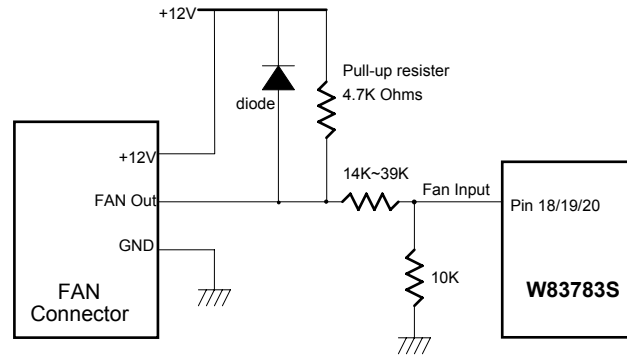 +12V
Pull-up resister
4.7K Ohms
diode
+12V
14K~39K
Fan Input
FAN Out
Pin 18/19/20
GND
10K
W83783S
FAN
Connector